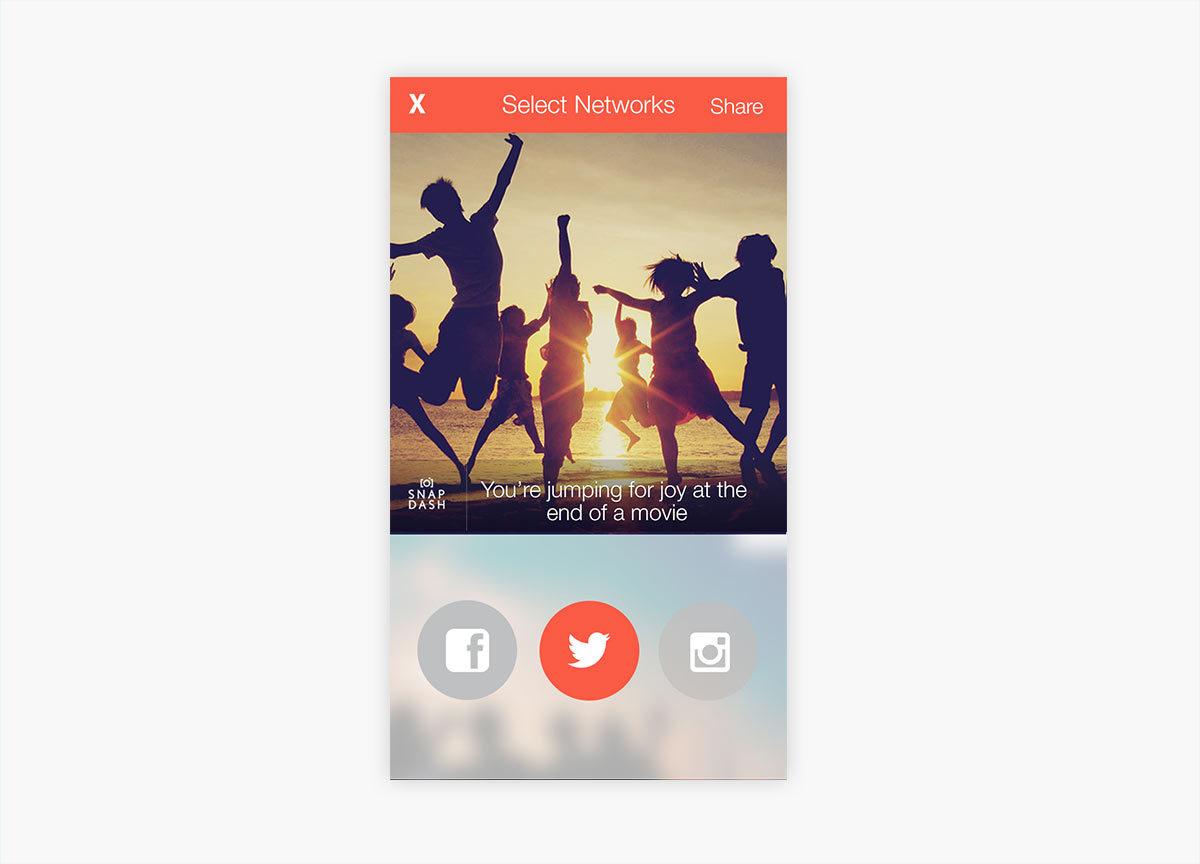 X
Select Networks
Share
SNAP
DASH
You're jumping for joy at the
end of a movie